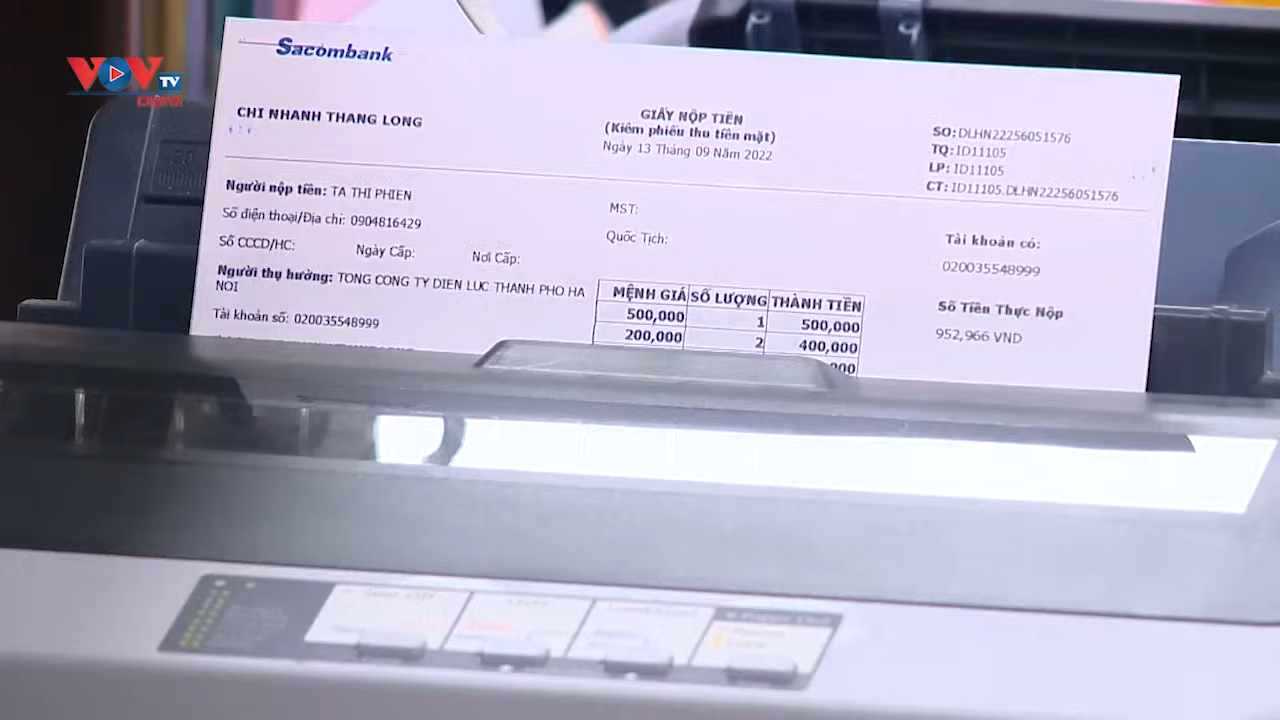 VOV TV
Digital
Sacombank
CHI NHANH THANG LONG
GIẤY NỘP TIỀN
(Kiêm phiếu thu tiền mặt)
Ngày 13 Tháng 09 Năm 2022
SO: DLHN22256051576
TQ: ID11105
LP: ID11105
CT: ID11105,DLHN22256051576
Người nộp tiền: TA THI PHIEN
Số điện thoại/Địa chỉ: 0904816429
Số CCCD/HC: Ngày Cấp: Nơi Cấp:
Người thụ hưởng: TONG CONG TY DIEN LUC THANH PHO HA
NOI
Tài khoản số: 020035548999
MST:
Quốc Tịch:
MỆNH GIÁ SỐ LƯỢNG THÀNH TIỀN
500,000 1 500,000
200,000 2 400,000
Tài khoản có:
020035548999
Số Tiền Thực Nộp
952,966 VND